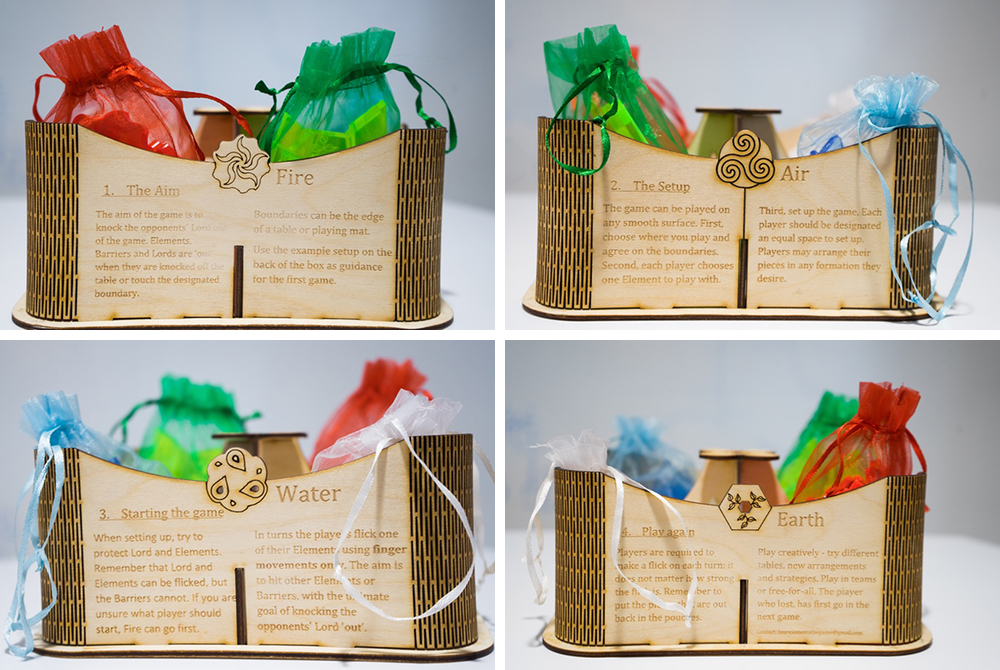 Fire
1. The Aim
The aim of the game is to
knock the opponents' Lord out
of the game. Elements,
Barriers and Lords are 'out'
when they are knocked off the
table or touch the designated
boundary.
Boundaries can be the edge
of a table or playing mat.
Use the example setup on the
back of the box as guidance
for the first game.
Air
2. The Setup
The game can be played on
any smooth surface. First,
choose where you play and
agree on the boundaries.
Second, each player chooses
one Element to play with.
Third, set up the game. Each
player should be designated
an equal space to set up.
Players may arrange their
pieces in any formation they
desire.
Water
3. Starting the game
When setting up, try to
protect Lord and Elements.
Remember that Lord and
Elements can be flicked, but
the Barriers cannot. If you are
unsure what player should
start, Fire can go first.
In turns the players flick one
of their Elements using finger
movements only. The aim is
to hit other Elements or
Barriers, with the ultimate
goal of knocking the
opponents' Lord 'out'.
Earth
4. Play again
Players are required to
make a flick on each turn: it
does not matter how strong
the flick is. Remember to
put the pieces that are out
back in the pouches.
Play creatively - try different
tables, new arrangements
and strategies. Play in teams
or free-for-all. The player
who lost, has first go in the
next game.